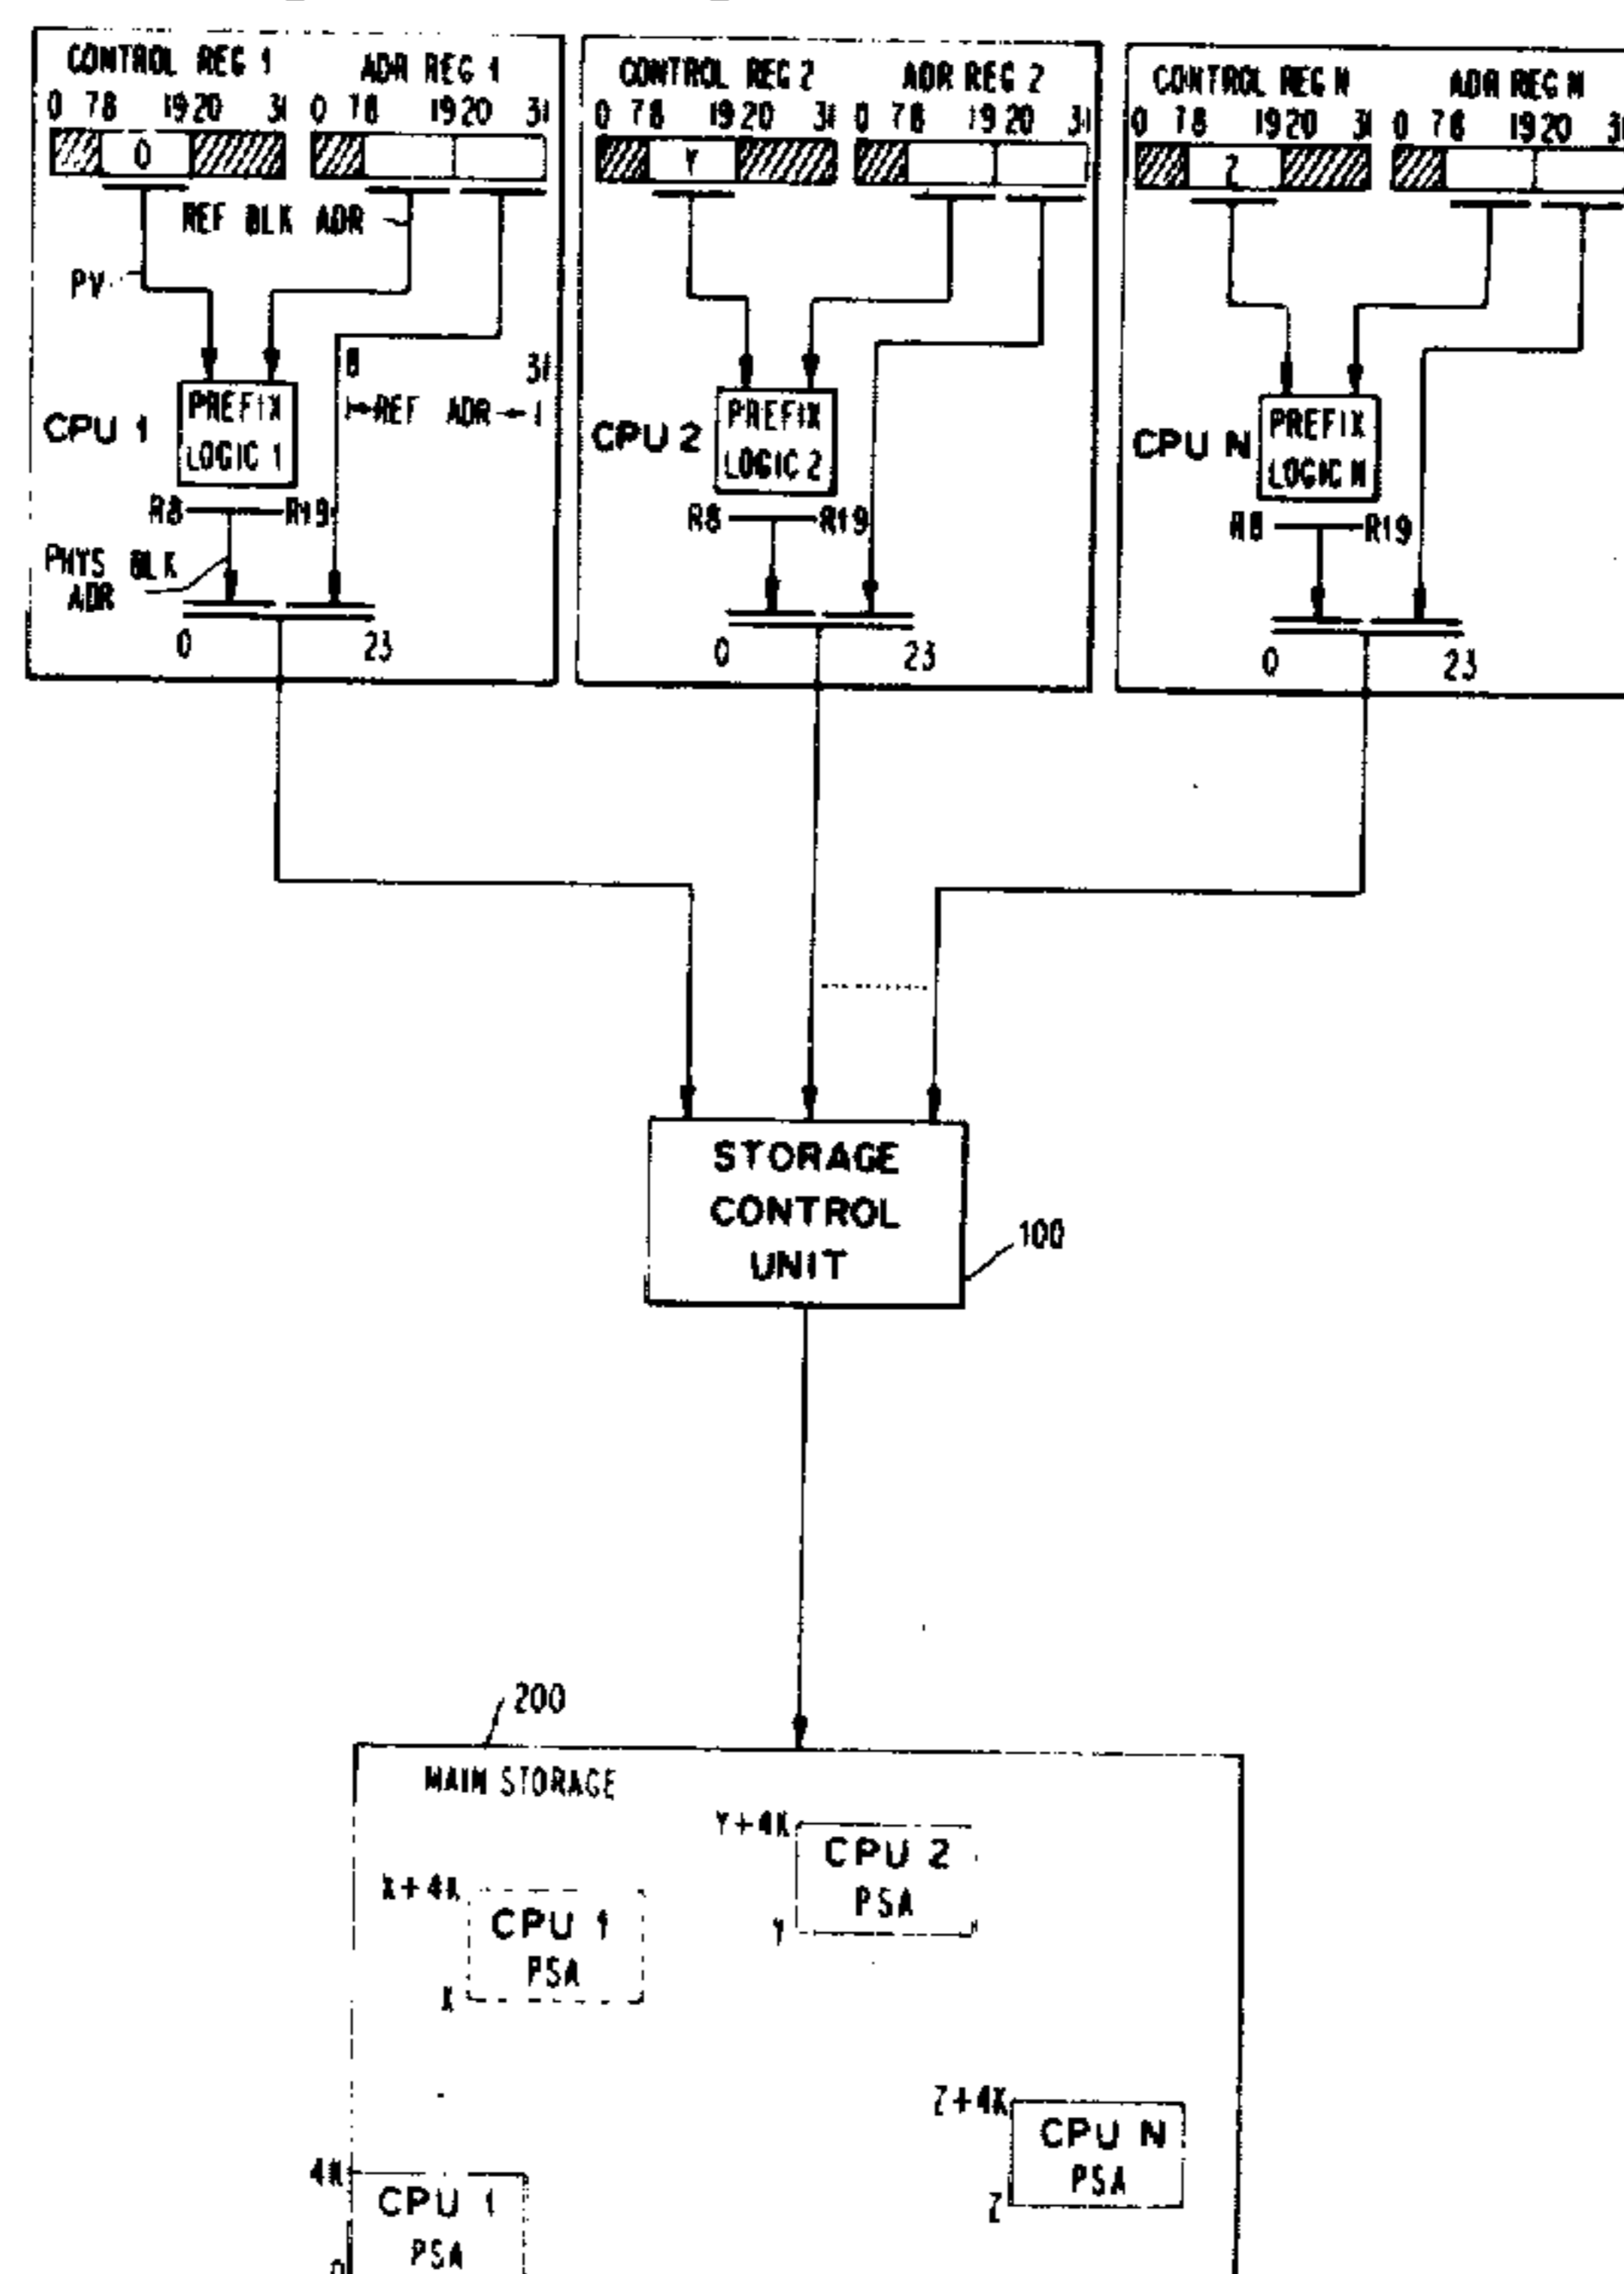 CONTROL REG 1 ADR REG 1
0 78 1920 31 0 78 1920 31
0
REF BLK ADR
PV
8 31
REF ADR
CPU 1
PREFIX
LOGIC 1
R8 R19
PHYS BLK
ADR
0 23
CONTROL REG 2 ADR REG 2
0 78 1920 31 0 78 1920 31
Y
CPU 2
PREFIX
LOGIC 2
R8 R19
0 23
CONTROL REG N ADR REG N
0 78 1920 31 0 78 1920 31
Z
CPU N
PREFIX
LOGIC N
R8 R19
0 23
STORAGE
CONTROL
UNIT
100
200
MAIN STORAGE
Y+4K
CPU 2
PSA
Y
X+4K
CPU 1
PSA
X
Z+4K
CPU N
PSA
Z
4K
CPU 1
PSA
0